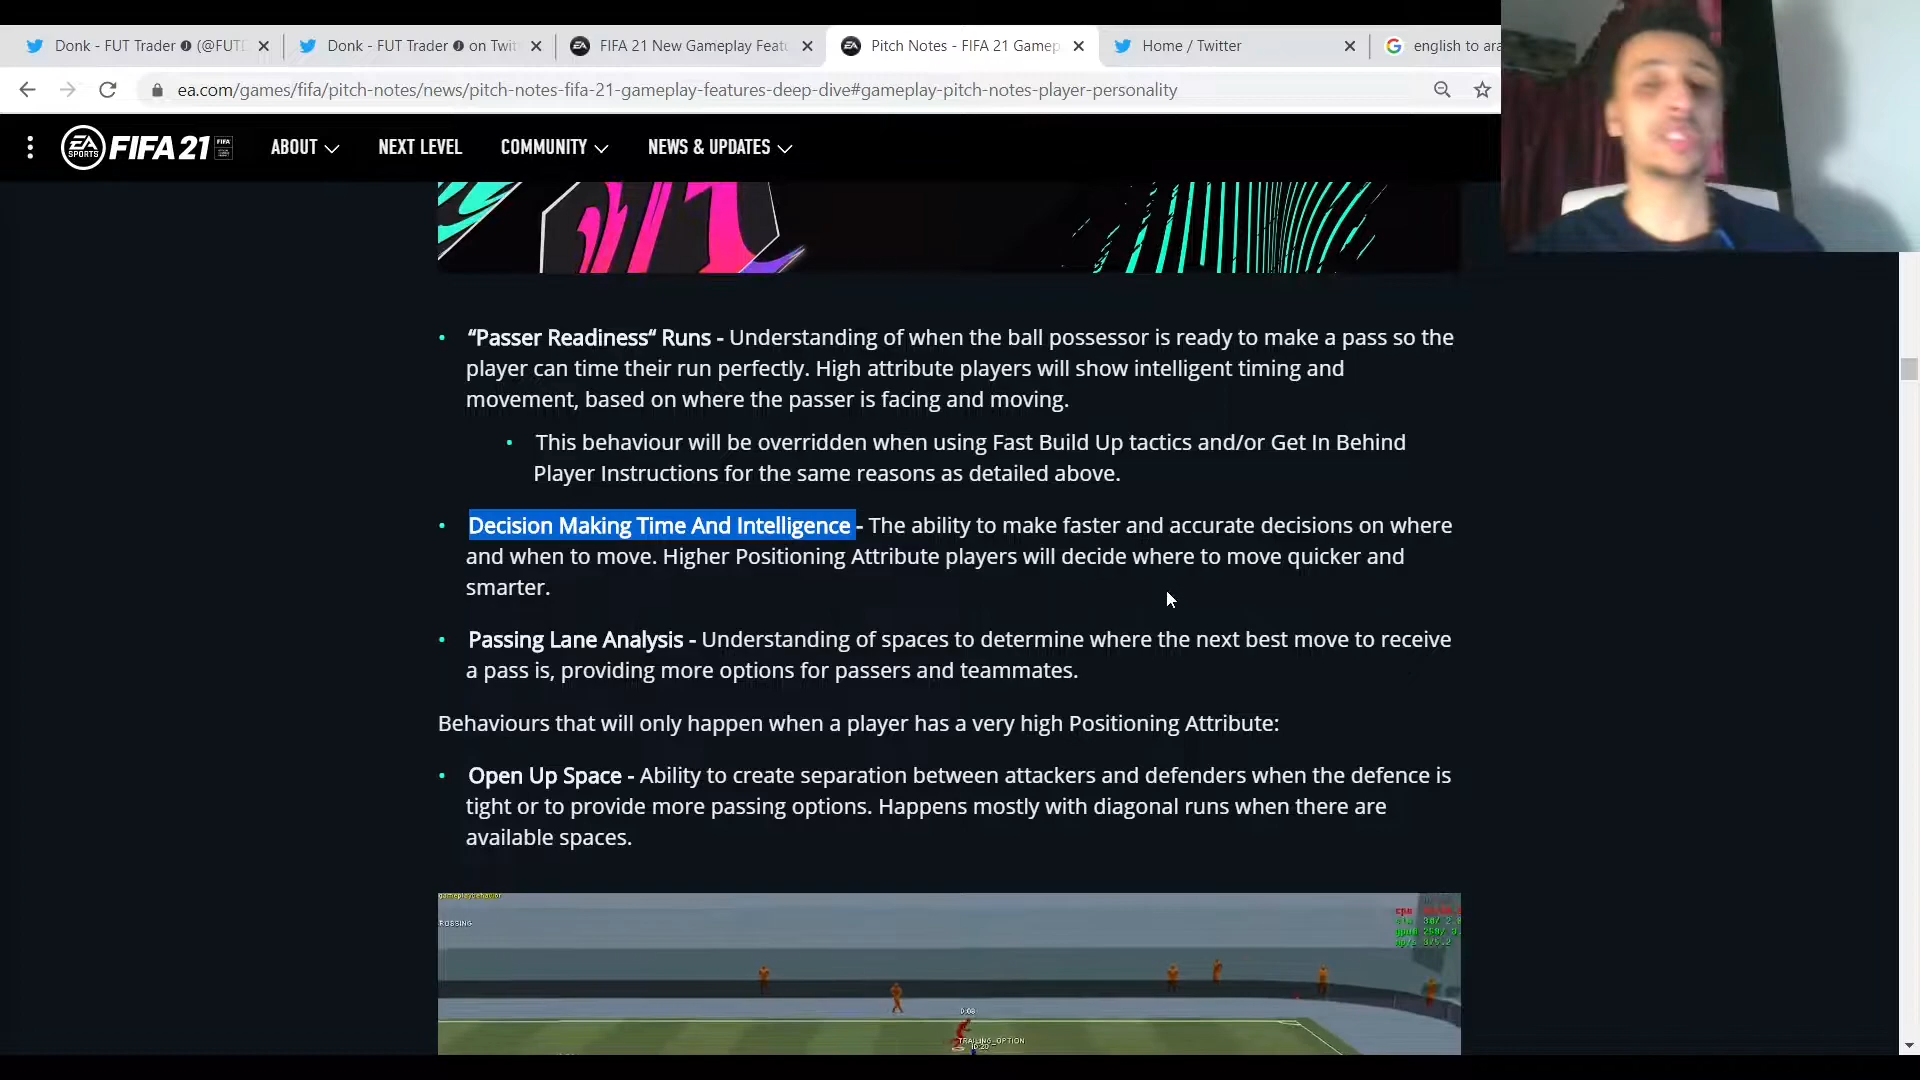 Donk - FUT Trader (@FUTD
Donk - FUT Trader on Twit
FIFA 21 New Gameplay Feat
Pitch Notes - FIFA 21 Gamep
Home / Twitter
english to ara
ea.com/games/fifa/pitch-notes/news/pitch-notes-fifa-21-gameplay-features-deep-dive#gameplay-pitch-notes-player-personality
EA SPORTS FIFA 21 FIFA
ABOUT
NEXT LEVEL
COMMUNITY
NEWS & UPDATES
• “Passer Readiness“ Runs - Understanding of when the ball possessor is ready to make a pass so the
player can time their run perfectly. High attribute players will show intelligent timing and
movement, based on where the passer is facing and moving.
• This behaviour will be overridden when using Fast Build Up tactics and/or Get In Behind
Player Instructions for the same reasons as detailed above.
• Decision Making Time And Intelligence - The ability to make faster and accurate decisions on where
and when to move. Higher Positioning Attribute players will decide where to move quicker and
smarter.
• Passing Lane Analysis - Understanding of spaces to determine where the next best move to receive
a pass is, providing more options for passers and teammates.
Behaviours that will only happen when a player has a very high Positioning Attribute:
• Open Up Space - Ability to create separation between attackers and defenders when the defence is
tight or to provide more passing options. Happens mostly with diagonal runs when there are
available spaces.
ROSSING
TRAILING_OPTION